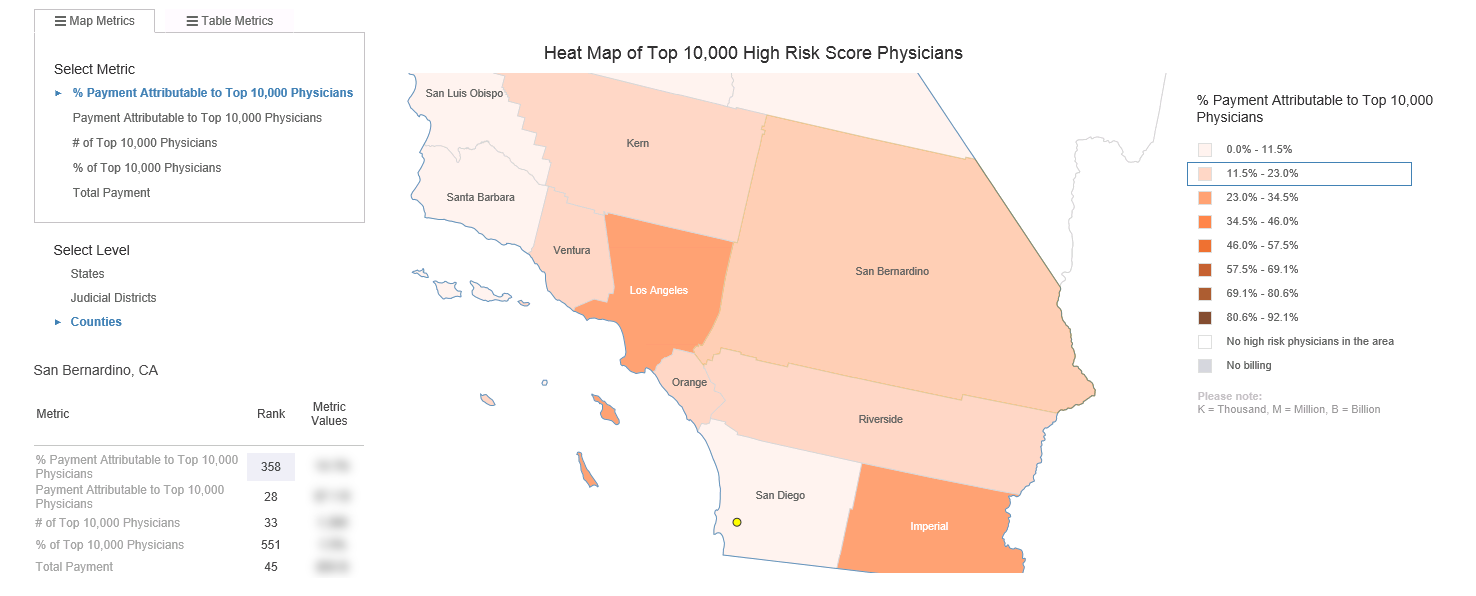 Map Metrics
Table Metrics
Select Metric
% Payment Attributable to Top 10,000 Physicians
Payment Attributable to Top 10,000 Physicians
# of Top 10,000 Physicians
% of Top 10,000 Physicians
Total Payment
Select Level
States
Judicial Districts
Counties
San Bernardino, CA
Metric
Rank
Metric
Values
% Payment Attributable to Top 10,000
Physicians
358
Payment Attributable to Top 10,000
Physicians
28
# of Top 10,000 Physicians
33
% of Top 10,000 Physicians
551
Total Payment
45
Heat Map of Top 10,000 High Risk Score Physicians
San Luis Obispo
Kern
Santa Barbara
Ventura
Los Angeles
San Bernardino
Orange
Riverside
San Diego
Imperial
% Payment Attributable to Top 10,000
Physicians
0.0% - 11.5%
11.5% - 23.0%
23.0% - 34.5%
34.5% - 46.0%
46.0% - 57.5%
57.5% - 69.1%
69.1% - 80.6%
80.6% - 92.1%
No high risk physicians in the area
No billing
Please note:
K = Thousand, M = Million, B = Billion